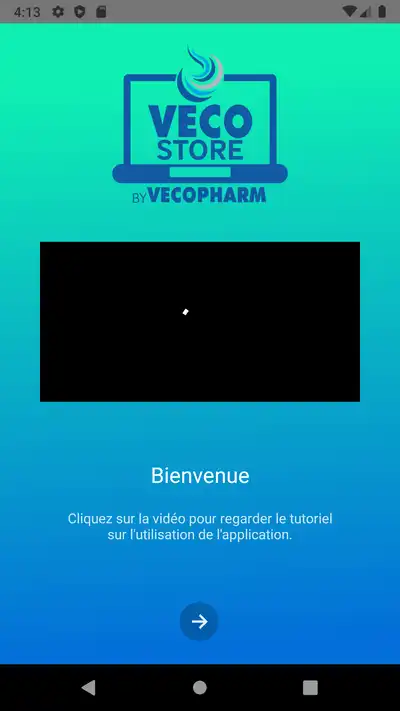 4:13
VECO
STORE
BY VECOPHARM
Bienvenue
Cliquez sur la vidéo pour regarder le tutoriel
sur l'utilisation de l'application.